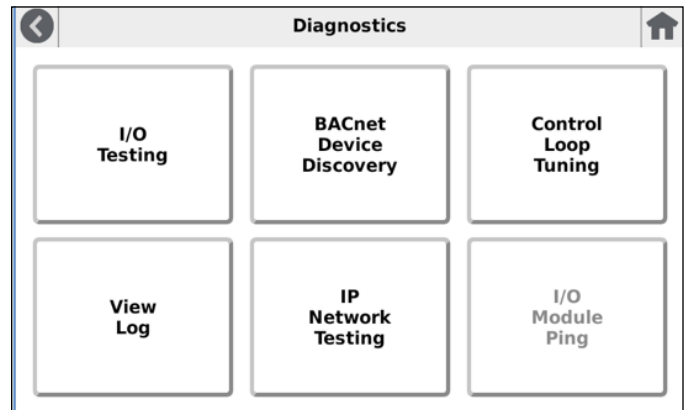 Diagnostics
I/O
Testing
BACnet
Device
Discovery
Control
Loop
Tuning
View
Log
IP
Network
Testing
I/O
Module
Ping